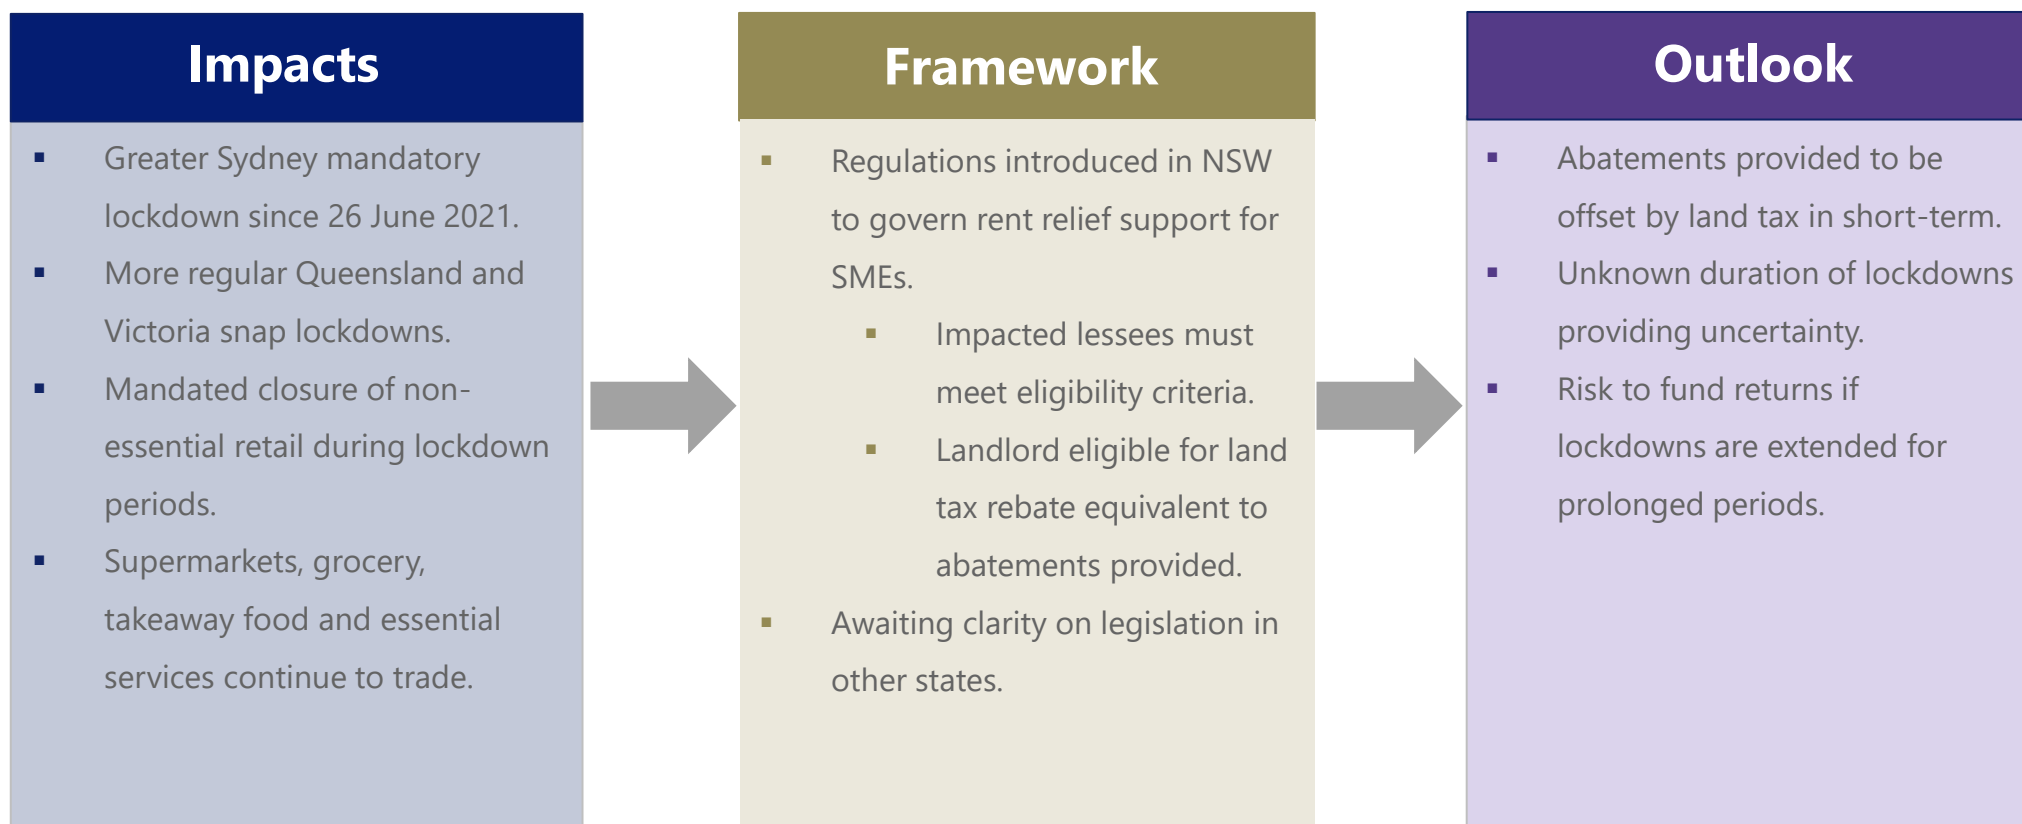 Impacts
▪ Greater Sydney mandatory
lockdown since 26 June 2021.
▪ More regular Queensland and
Victoria snap lockdowns.
▪ Mandated closure of non-
essential retail during lockdown
periods.
▪ Supermarkets, grocery,
takeaway food and essential
services continue to trade.
Framework
▪ Regulations introduced in NSW
to govern rent relief support for
SMEs.
▪ Impacted lessees must
meet eligibility criteria.
▪ Landlord eligible for land
tax rebate equivalent to
abatements provided.
▪ Awaiting clarity on legislation in
other states.
Outlook
▪ Abatements provided to be
offset by land tax in short-term.
▪ Unknown duration of lockdowns
providing uncertainty.
▪ Risk to fund returns if
lockdowns are extended for
prolonged periods.